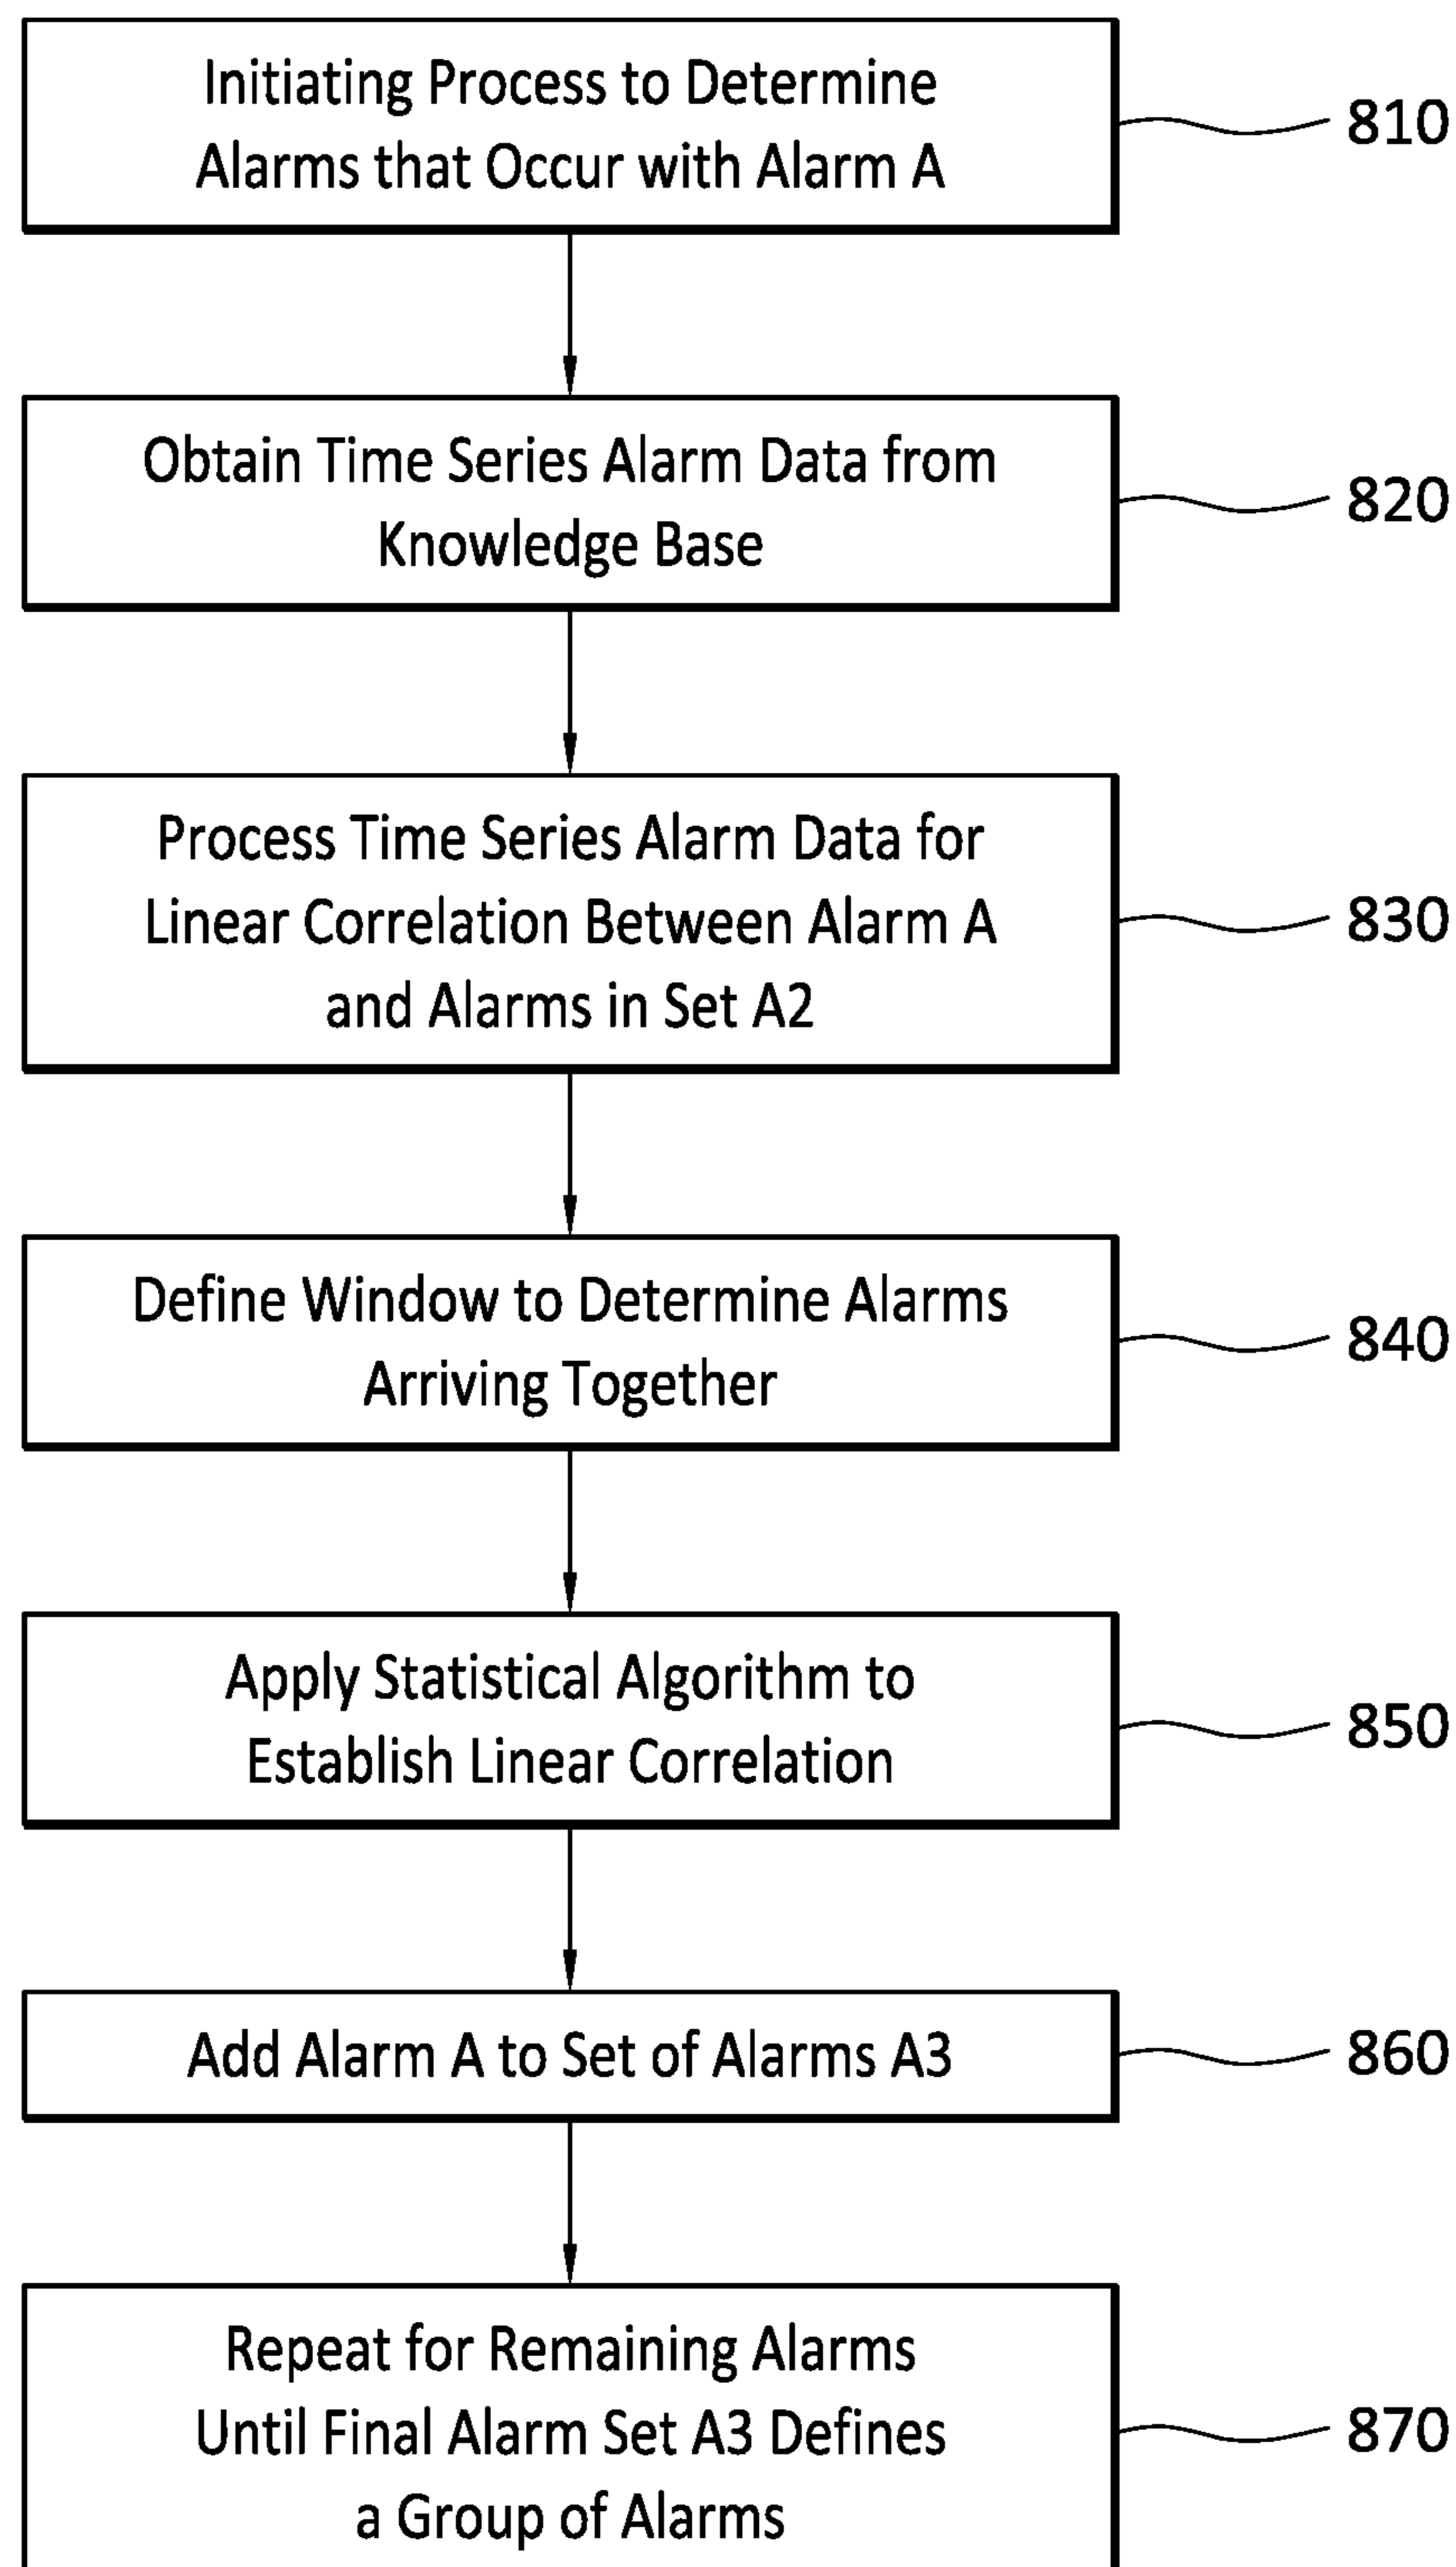 Initiating Process to Determine
Alarms that Occur with Alarm A
810
Obtain Time Series Alarm Data from
Knowledge Base
820
Process Time Series Alarm Data for
Linear Correlation Between Alarm A
and Alarms in Set A2
830
Define Window to Determine Alarms
Arriving Together
840
Apply Statistical Algorithm to
Establish Linear Correlation
850
Add Alarm A to Set of Alarms A3
860
Repeat for Remaining Alarms
Until Final Alarm Set A3 Defines
a Group of Alarms
870